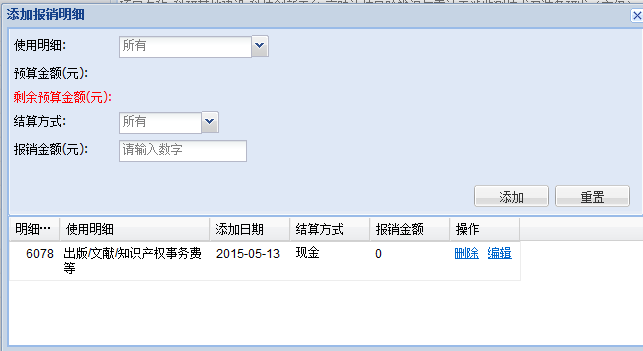 添加报销明细
使用明细:
所有
预算金额(元):
剩余预算金额(元):
结算方式:
所有
报销金额(元):
请输入数字
添加
重置
明细··· 使用明细 添加日期 结算方式 报销金额 操作
6078 出版/文献/知识产权事务费等 2015-05-13 现金 0 删除 编辑